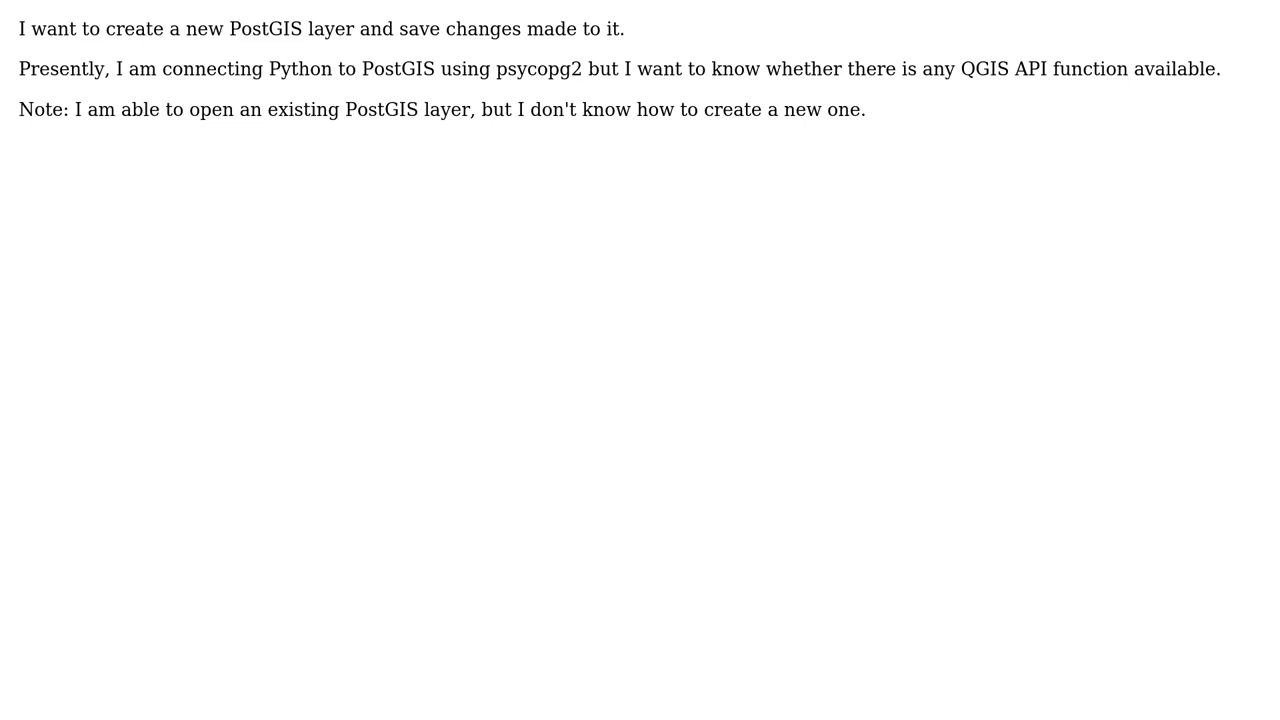 I want to create a new PostGIS layer and save changes made to it.
Presently, I am connecting Python to PostGIS using psycopg2 but I want to know whether there is any QGIS API function available.
Note: I am able to open an existing PostGIS layer, but I don't know how to create a new one.